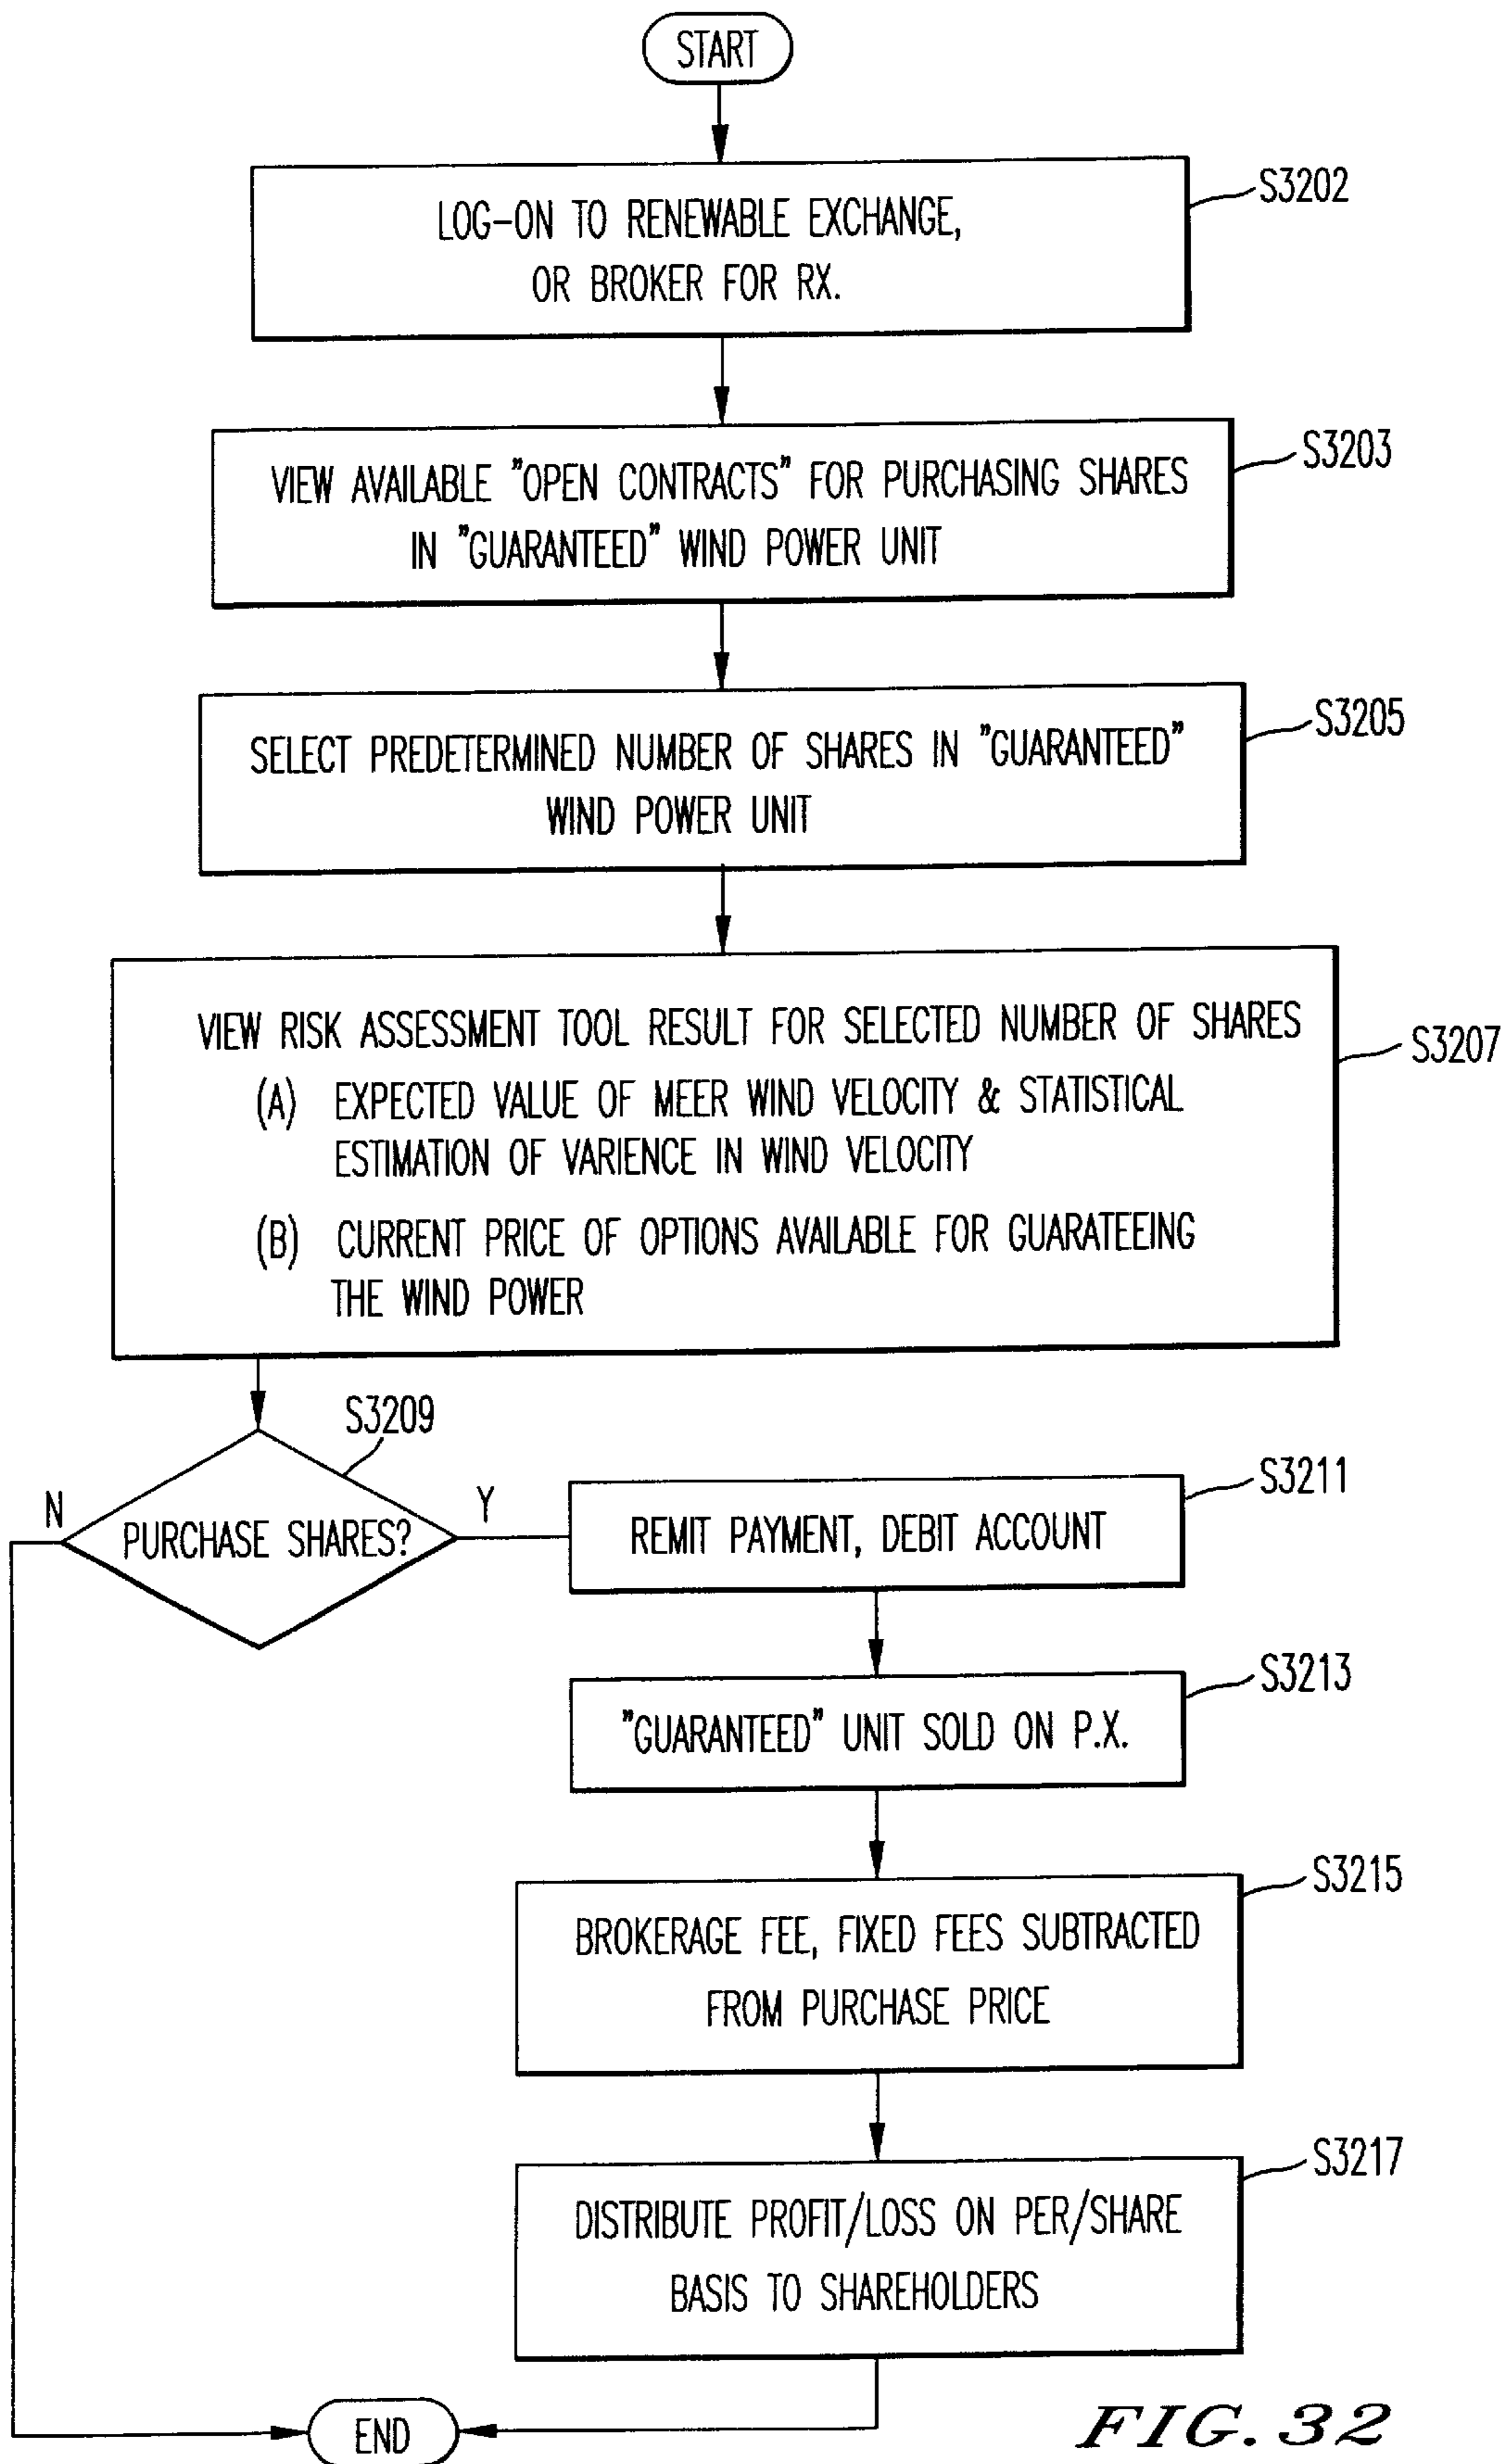 START
LOG-ON TO RENEWABLE EXCHANGE,
OR BROKER FOR RX.
S3202
VIEW AVAILABLE "OPEN CONTRACTS" FOR PURCHASING SHARES
IN "GUARANTEED" WIND POWER UNIT
S3203
SELECT PREDETERMINED NUMBER OF SHARES IN "GUARANTEED"
WIND POWER UNIT
S3205
VIEW RISK ASSESSMENT TOOL RESULT FOR SELECTED NUMBER OF SHARES
(A) EXPECTED VALUE OF MEER WIND VELOCITY & STATISTICAL
ESTIMATION OF VARIENCE IN WIND VELOCITY
(B) CURRENT PRICE OF OPTIONS AVAILABLE FOR GUARATEEING
THE WIND POWER
S3207
S3209
N
PURCHASE SHARES?
Y
REMIT PAYMENT, DEBIT ACCOUNT
S3211
"GUARANTEED" UNIT SOLD ON P.X.
S3213
BROKERAGE FEE, FIXED FEES SUBTRACTED
FROM PURCHASE PRICE
S3215
DISTRIBUTE PROFIT/LOSS ON PER/SHARE
BASIS TO SHAREHOLDERS
S3217
END
FIG. 32